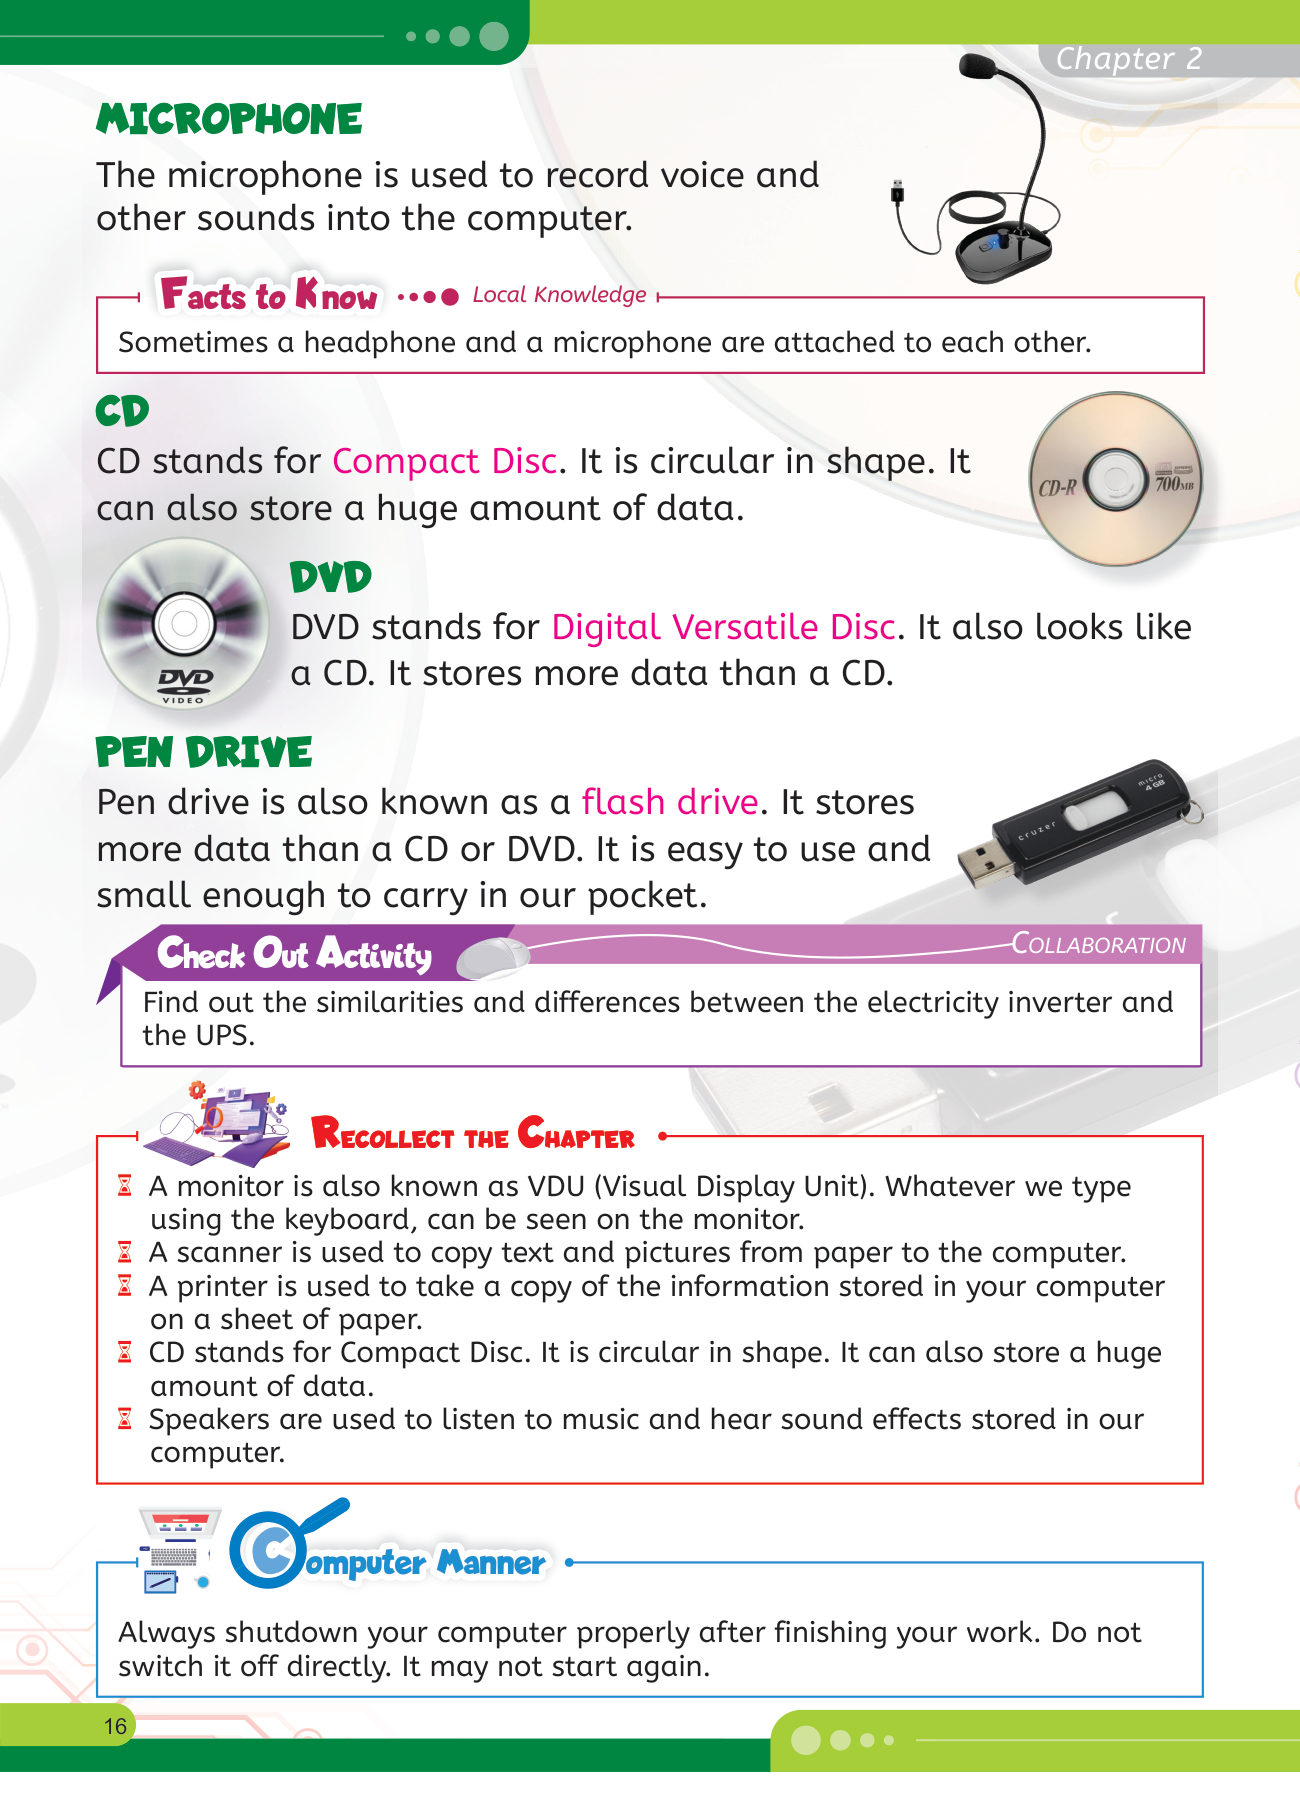 Chapter 2
MICROPHONE
The microphone is used to record voice and
other sounds into the computer.
Facts to Know
Local Knowledge
Sometimes a headphone and a microphone are attached to each other.
CD
CD stands for Compact Disc. It is circular in shape. It
can also store a huge amount of data.
CD-R
700MB
DVD
DVD stands for Digital Versatile Disc. It also looks like
a CD. It stores more data than a CD.
DVD
VIDEO
PEN DRIVE
Pen drive is also known as a flash drive. It stores
more data than a CD or DVD. It is easy to use and
small enough to carry in our pocket.
cruzer
micro
4 GB
Check Out Activity
COLLABORATION
Find out the similarities and differences between the electricity inverter and
the UPS.
RECOLLECT THE CHAPTER
A monitor is also known as VDU (Visual Display Unit). Whatever we type
using the keyboard, can be seen on the monitor.
A scanner is used to copy text and pictures from paper to the computer.
A printer is used to take a copy of the information stored in your computer
on a sheet of paper.
CD stands for Compact Disc. It is circular in shape. It can also store a huge
amount of data.
Speakers are used to listen to music and hear sound effects stored in our
computer.
Computer Manner
Always shutdown your computer properly after finishing your work. Do not
switch it off directly. It may not start again.
16